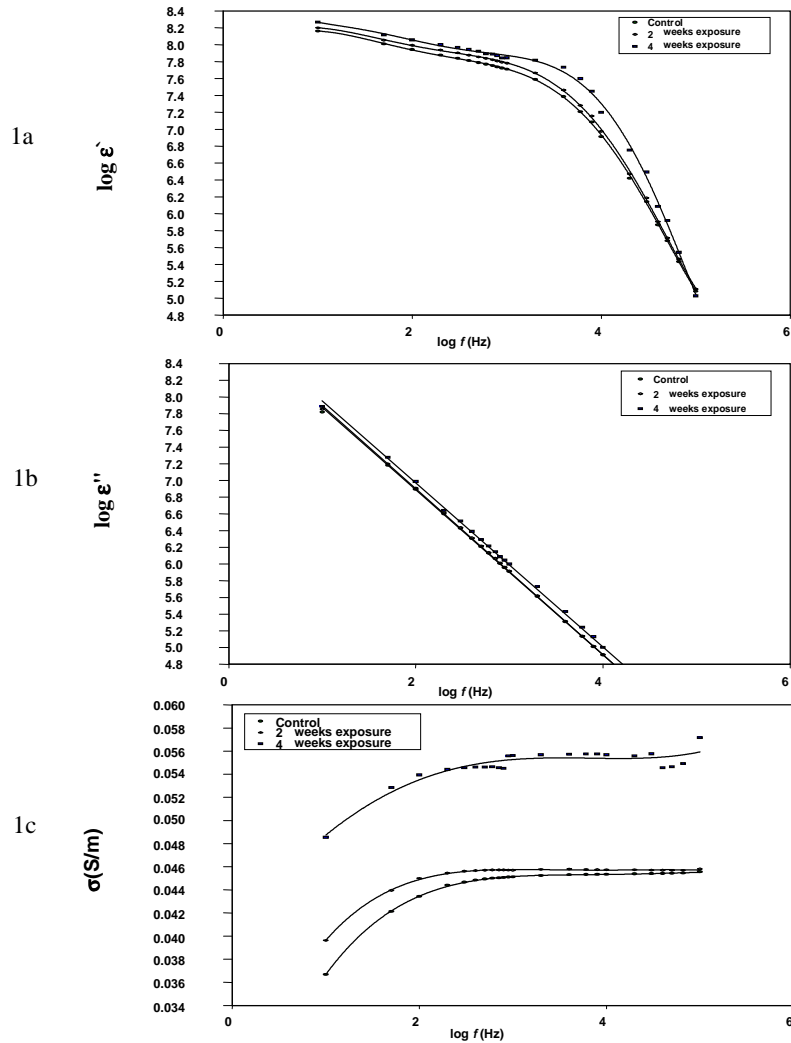 1a
log ε`
8.4
8.2
8.0
7.8
7.6
7.4
7.2
7.0
6.8
6.6
6.4
6.2
6.0
5.8
5.6
5.4
5.2
5.0
4.8
0 2 4 6
log f (Hz)
Control
2 weeks exposure
4 weeks exposure
1b
log ε"
8.4
8.2
8.0
7.8
7.6
7.4
7.2
7.0
6.8
6.6
6.4
6.2
6.0
5.8
5.6
5.4
5.2
5.0
4.8
0 2 4 6
log f (Hz)
Control
2 weeks exposure
4 weeks exposure
1c
σ(S/m)
0.060
0.058
0.056
0.054
0.052
0.050
0.048
0.046
0.044
0.042
0.040
0.038
0.036
0.034
0 2 4 6
log f (Hz)
Control
2 weeks exposure
4 weeks exposure